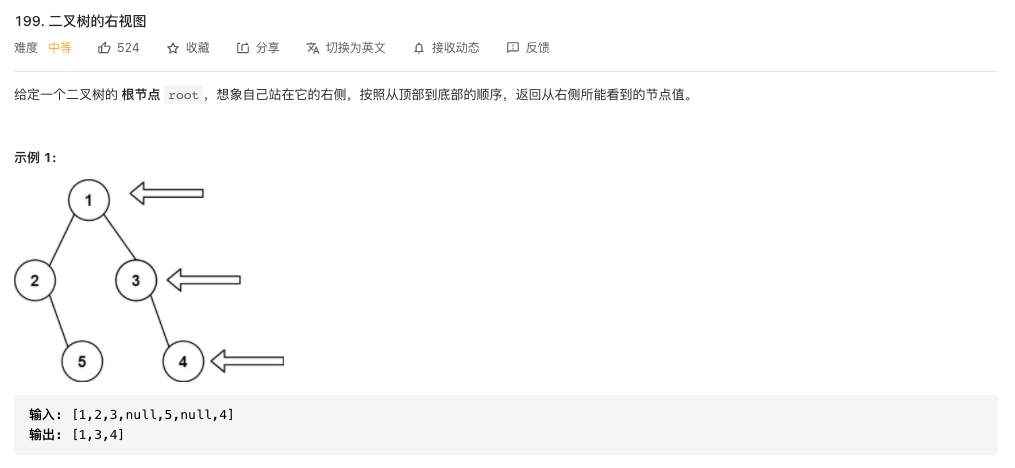 199. 二叉树的右视图
难度 中等 524 收藏 分享 切换为英文 接收动态 反馈
给定一个二叉树的 根节点 root ，想象自己站在它的右侧，按照从顶部到底部的顺序，返回从右侧所能看到的节点值。
示例 1:
1
2 3
5 4
输入: [1,2,3,null,5,null,4]
输出: [1,3,4]